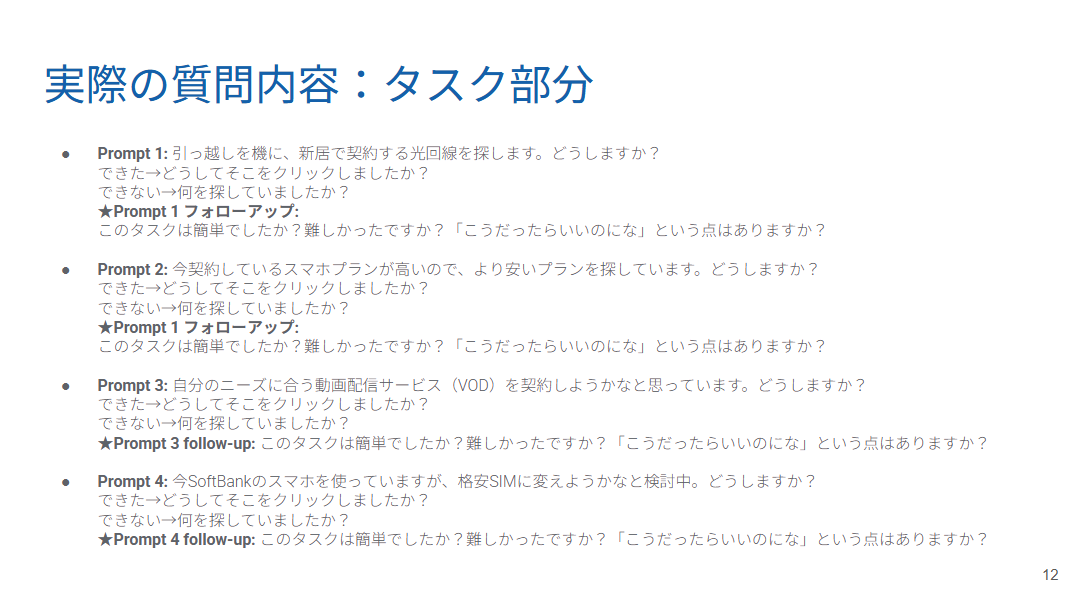 実際の質問内容：タスク部分
● Prompt 1: 引っ越しを機に、新居で契約する光回線を探します。どうしますか？
できた→どうしてそこをクリックしましたか？
できない→何を探していましたか？
★Prompt 1 フォローアップ:
このタスクは簡単でしたか？難しかったですか？「こうだったらいいのにな」という点はありますか？
● Prompt 2: 今契約しているスマホプランが高いので、より安いプランを探しています。どうしますか？
できた→どうしてそこをクリックしましたか？
できない→何を探していましたか？
★Prompt 1 フォローアップ:
このタスクは簡単でしたか？難しかったですか？「こうだったらいいのにな」という点はありますか？
● Prompt 3: 自分のニーズに合う動画配信サービス（VOD）を契約しようかなと思っています。どうしますか？
できた→どうしてそこをクリックしましたか？
できない→何を探していましたか？
★Prompt 3 follow-up: このタスクは簡単でしたか？難しかったですか？「こうだったらいいのにな」という点はありますか？
● Prompt 4: 今SoftBankのスマホを使っていますが、格安SIMに変えようかなと検討中。どうしますか？
できた→どうしてそこをクリックしましたか？
できない→何を探していましたか？
★Prompt 4 follow-up: このタスクは簡単でしたか？難しかったですか？「こうだったらいいのにな」という点はありますか？
12